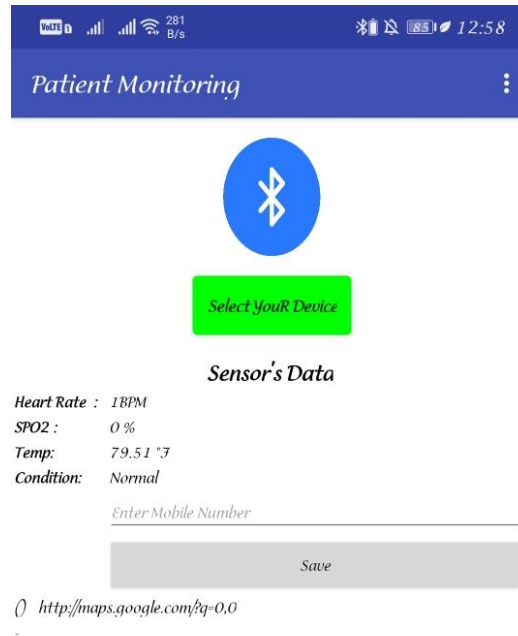 VoLTE 281 B/s 85 12:58
Patient Monitoring
Select YouR Device
Sensor's Data
Heart Rate : 1BPM
SPO2 : 0 %
Temp: 79.51 °F
Condition: Normal
Enter Mobile Number
Save
() http://maps.google.com/?q=0,0